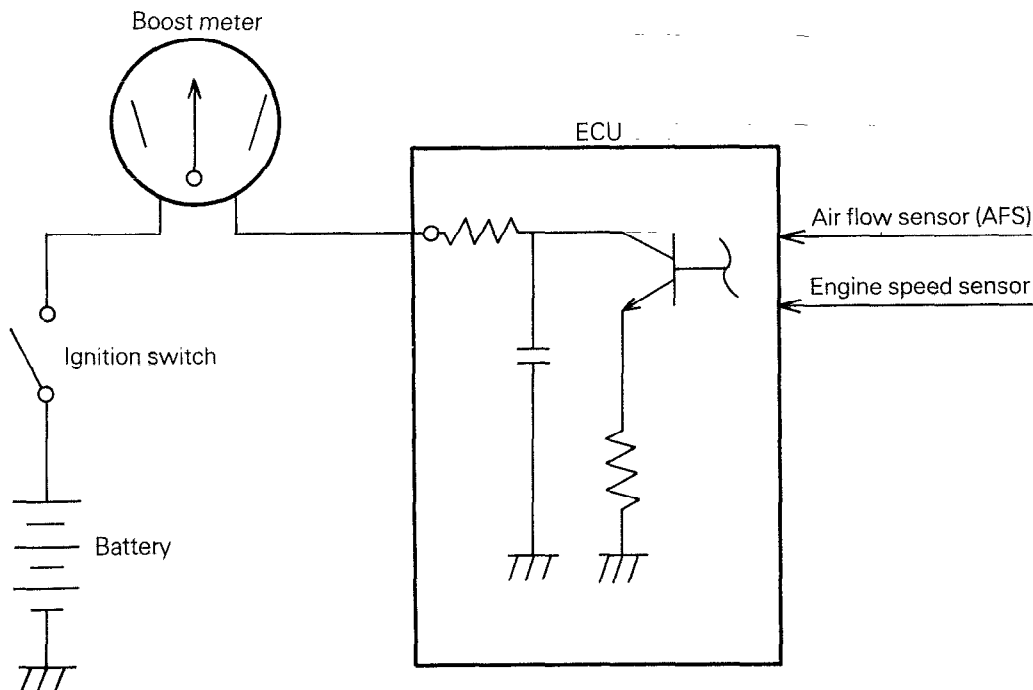 Boost meter
ECU
Air flow sensor (AFS)
Engine speed sensor
Ignition switch
Battery